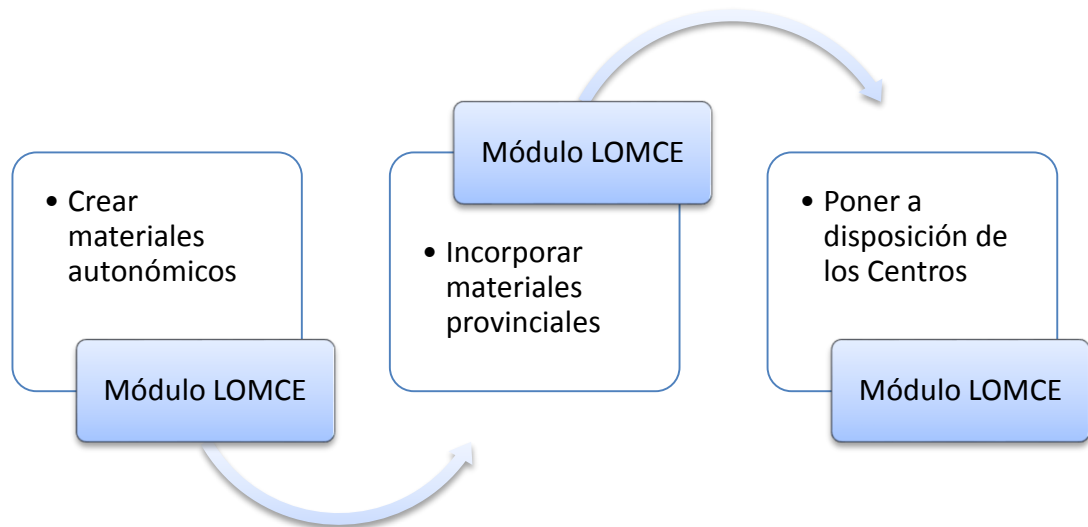 • Crear
materiales
autonómicos
Módulo LOMCE
Módulo LOMCE
• Incorporar
materiales
provinciales
• Poner a
disposición de
los Centros
Módulo LOMCE